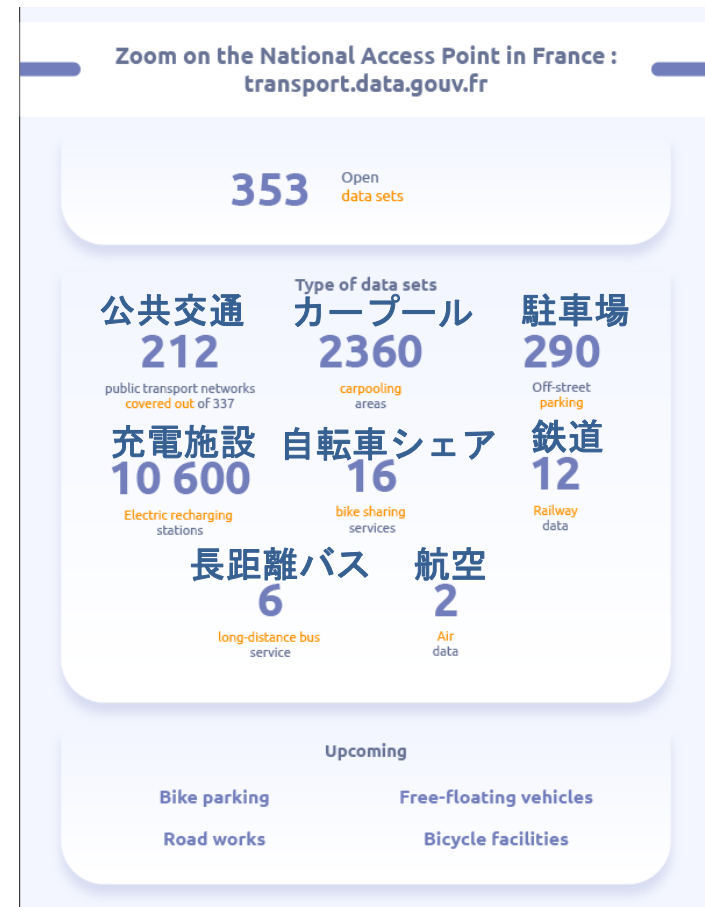 Zoom on the National Access Point in France :
transport.data.gouv.fr
353
Open
data sets
Type of data sets
公共交通 カープール 駐車場
212 2360 290
public transport networks
covered out of 337
carpooling
areas
Off-street
parking
充電施設 自転車シェア 鉄道
10 600 16 12
Electric recharging
stations
bike sharing
services
Railway
data
長距離バス 航空
6 2
long-distance bus
service
Air
data
Upcoming
Bike parking Free-floating vehicles
Road works Bicycle facilities